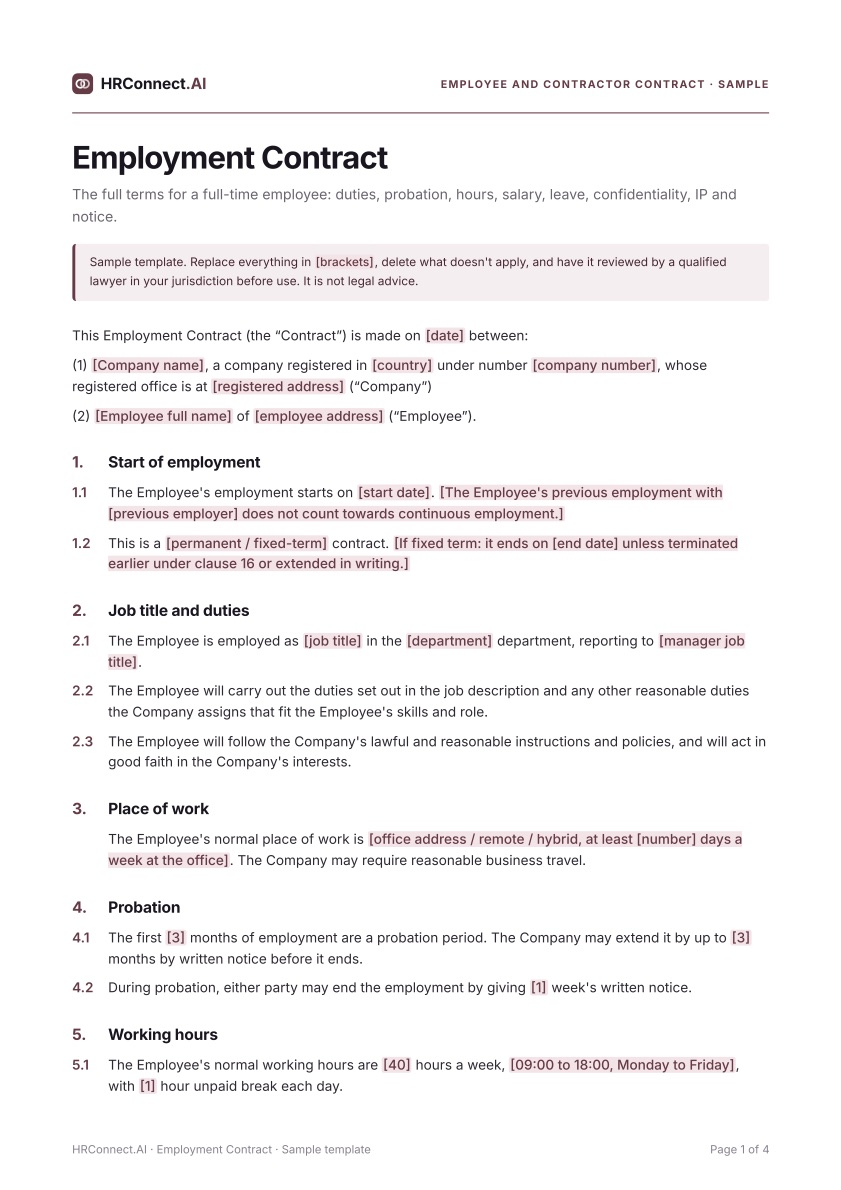 HRConnect.AI
EMPLOYEE AND CONTRACTOR CONTRACT · SAMPLE
Employment Contract
The full terms for a full-time employee: duties, probation, hours, salary, leave, confidentiality, IP and
notice.
Sample template. Replace everything in [brackets], delete what doesn't apply, and have it reviewed by a qualified
lawyer in your jurisdiction before use. It is not legal advice.
This Employment Contract (the “Contract”) is made on [date] between:
(1) [Company name], a company registered in [country] under number [company number], whose
registered office is at [registered address] (“Company”)
(2) [Employee full name] of [employee address] (“Employee”).
1. Start of employment
1.1 The Employee's employment starts on [start date]. [The Employee's previous employment with
[previous employer] does not count towards continuous employment.]
1.2 This is a [permanent / fixed-term] contract. [If fixed term: it ends on [end date] unless terminated
earlier under clause 16 or extended in writing.]
2. Job title and duties
2.1 The Employee is employed as [job title] in the [department] department, reporting to [manager job
title].
2.2 The Employee will carry out the duties set out in the job description and any other reasonable duties
the Company assigns that fit the Employee's skills and role.
2.3 The Employee will follow the Company's lawful and reasonable instructions and policies, and will act in
good faith in the Company's interests.
3. Place of work
The Employee's normal place of work is [office address / remote / hybrid, at least [number] days a
week at the office]. The Company may require reasonable business travel.
4. Probation
4.1 The first [3] months of employment are a probation period. The Company may extend it by up to [3]
months by written notice before it ends.
4.2 During probation, either party may end the employment by giving [1] week's written notice.
5. Working hours
5.1 The Employee's normal working hours are [40] hours a week, [09:00 to 18:00, Monday to Friday],
with [1] hour unpaid break each day.
HRConnect.AI · Employment Contract · Sample template
Page 1 of 4